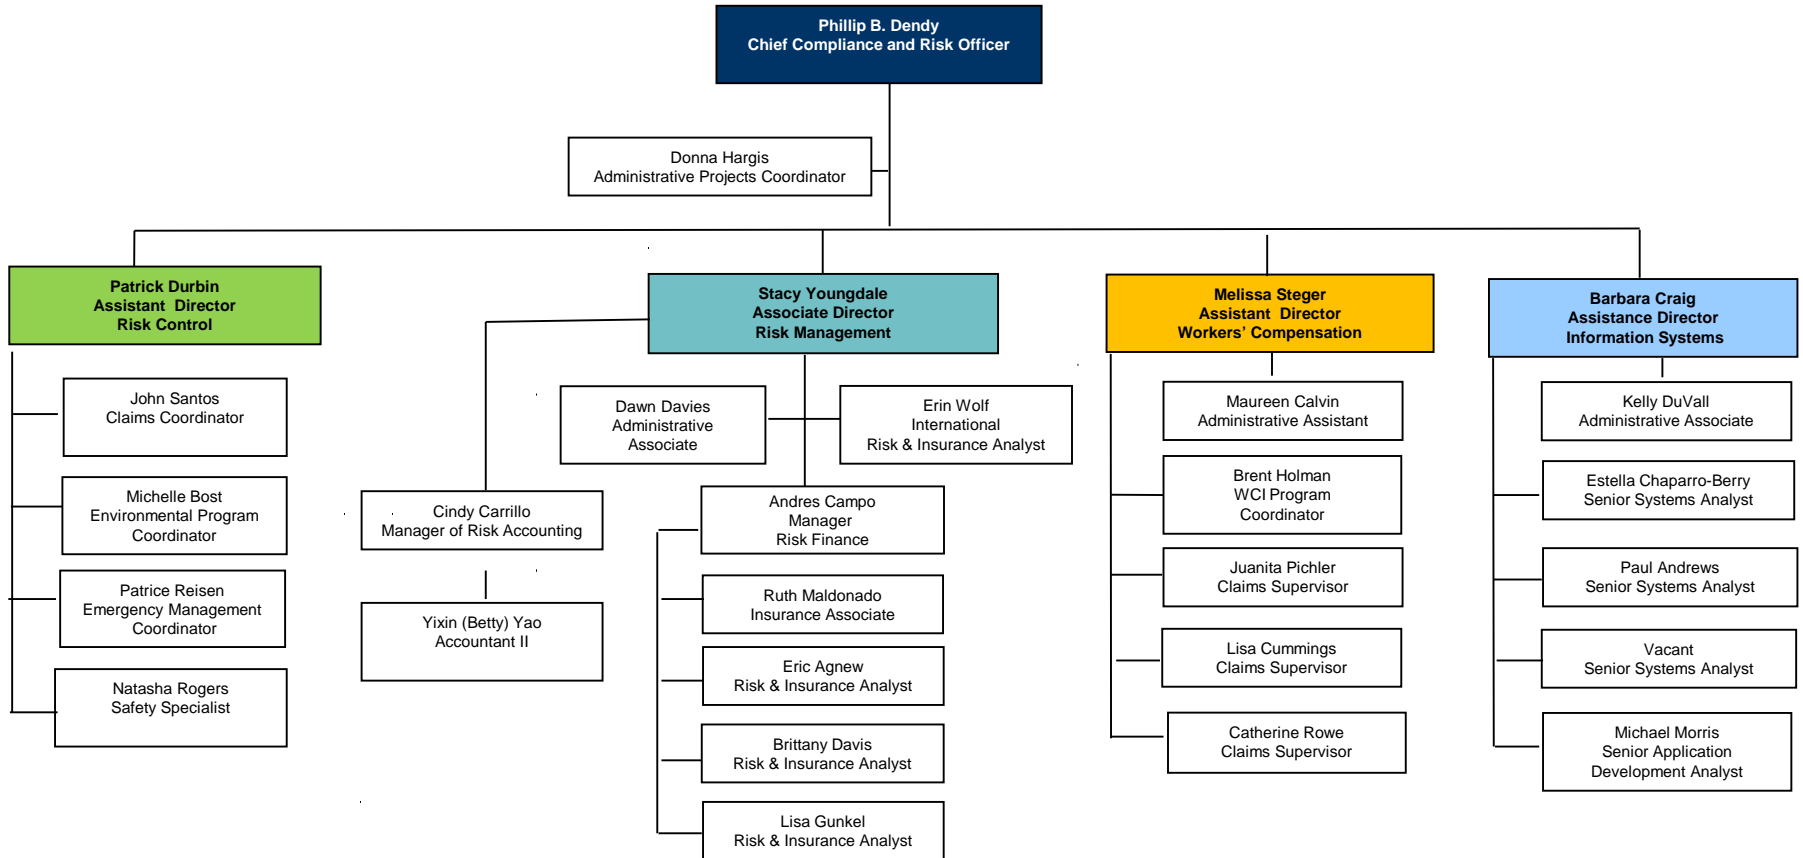 Phillip B. Dendy
Chief Compliance and Risk Officer
Donna Hargis
Administrative Projects Coordinator
Patrick Durbin
Assistant  Director
Risk Control
John Santos
Claims Coordinator
Michelle Bost
Environmental Program
Coordinator
Patrice Reisen
Emergency Management
Coordinator
Natasha Rogers
Safety Specialist
Stacy Youngdale
Associate Director
Risk Management
Cindy Carrillo
Manager of Risk Accounting
Yixin (Betty) Yao
Accountant II
Dawn Davies
Administrative
Associate
Erin Wolf
International
Risk & Insurance Analyst
Andres Campo
Manager
Risk Finance
Ruth Maldonado
Insurance Associate
Eric Agnew
Risk & Insurance Analyst
Brittany Davis
Risk & Insurance Analyst
Lisa Gunkel
Risk & Insurance Analyst
Melissa Steger
Assistant  Director
Workers’ Compensation
Maureen Calvin
Administrative Assistant
Brent Holman
WCI Program
Coordinator
Juanita Pichler
Claims Supervisor
Lisa Cummings
Claims Supervisor
Catherine Rowe
Claims Supervisor
Barbara Craig
Assistance Director
Information Systems
Kelly DuVall
Administrative Associate
Estella Chaparro-Berry
Senior Systems Analyst
Paul Andrews
Senior Systems Analyst
Vacant
Senior Systems Analyst
Michael Morris
Senior Application
Development Analyst